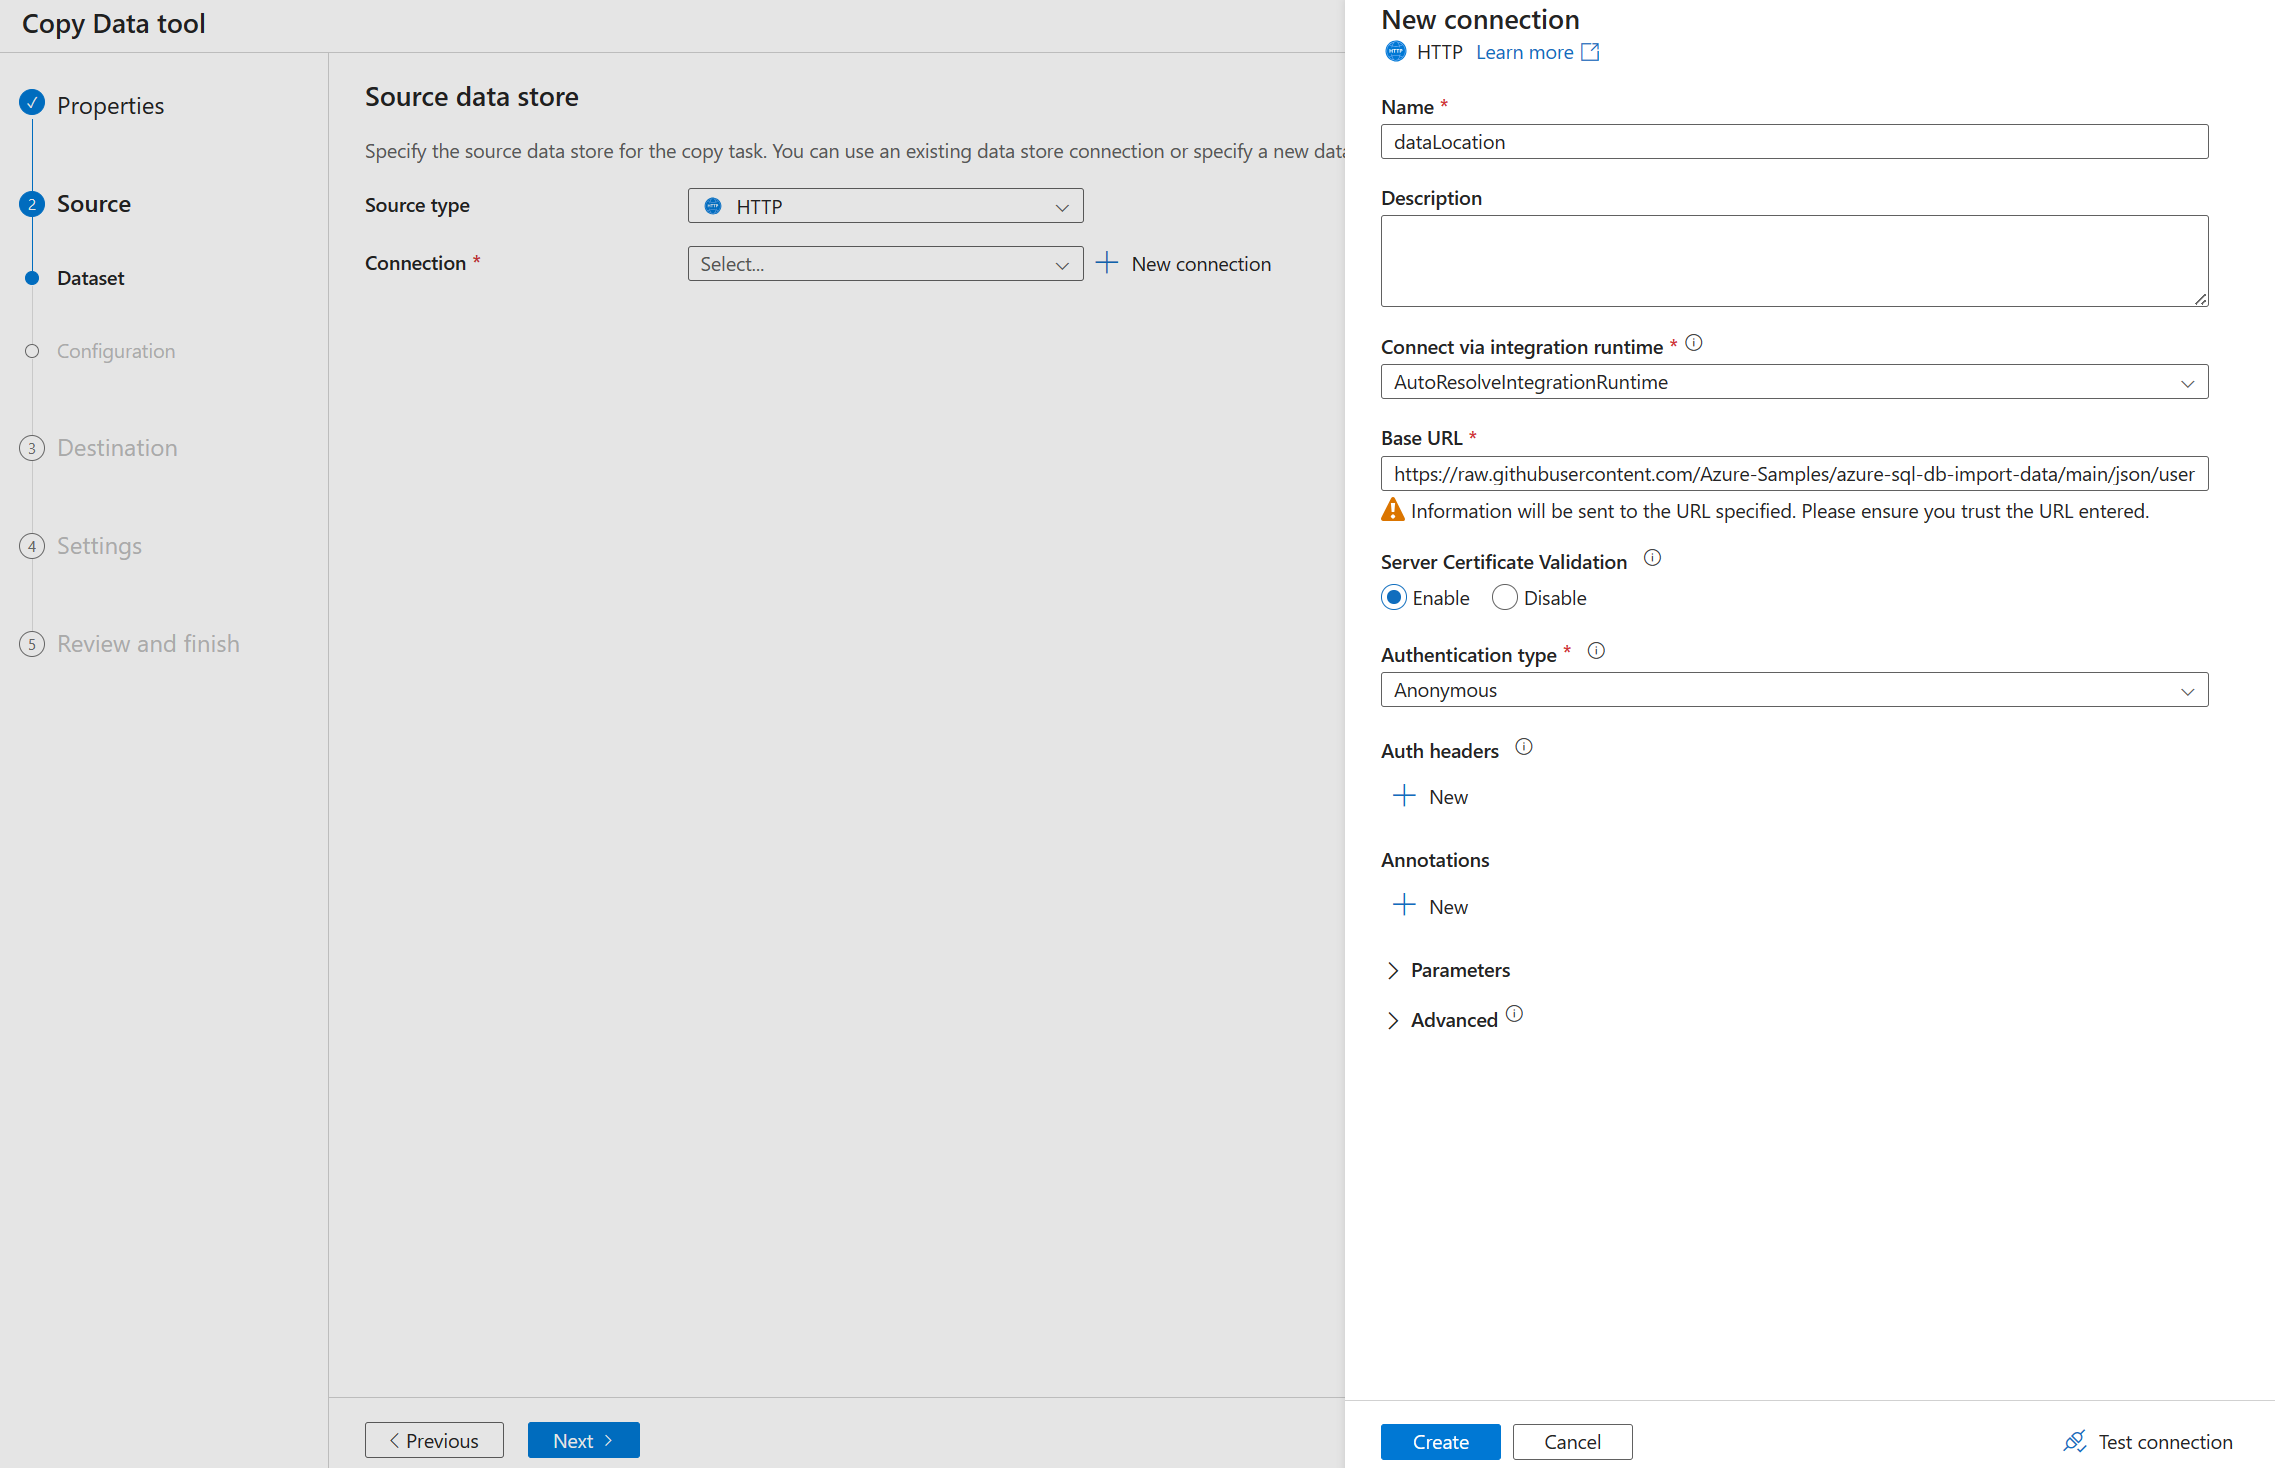 Copy Data tool
Properties
2 Source
Dataset
Configuration
3 Destination
4 Settings
5 Review and finish
Source data store
Specify the source data store for the copy task. You can use an existing data store connection or specify a new data
Source type HTTP
Connection * Select... New connection
Previous Next
New connection
HTTP Learn more
Name *
dataLocation
Description
Connect via integration runtime *
AutoResolveIntegrationRuntime
Base URL *
https://raw.githubusercontent.com/Azure-Samples/azure-sql-db-import-data/main/json/user
Information will be sent to the URL specified. Please ensure you trust the URL entered.
Server Certificate Validation
Enable Disable
Authentication type *
Anonymous
Auth headers
New
Annotations
New
Parameters
Advanced
Create Cancel Test connection